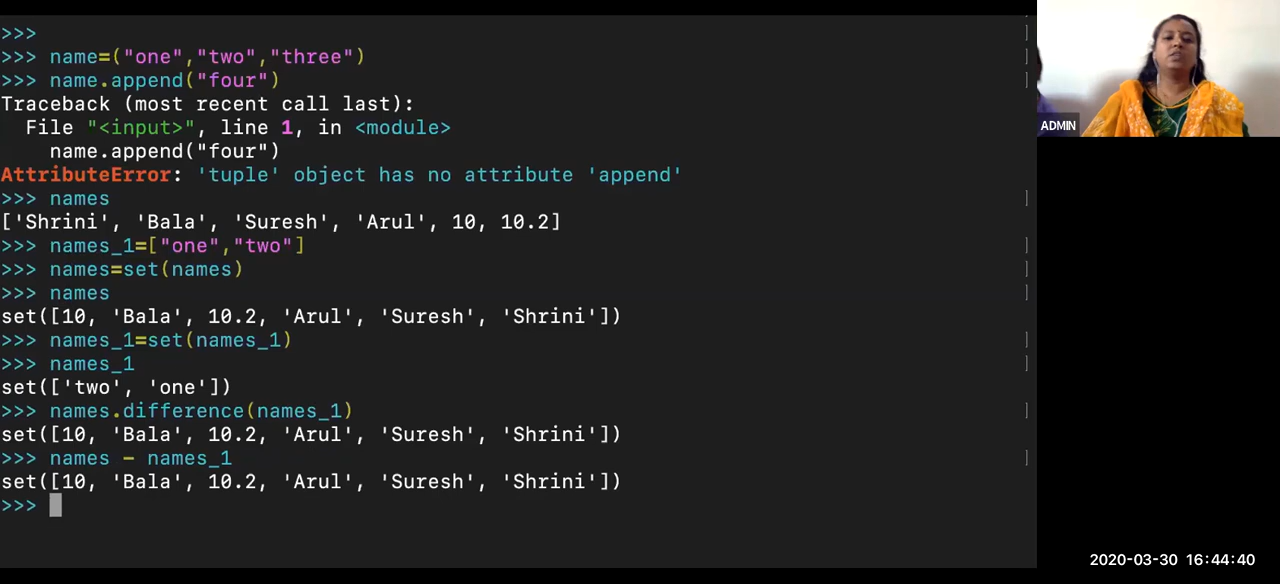 >>>
>>> name=("one","two","three")
>>> name.append("four")
Traceback (most recent call last):
  File "<input>", line 1, in <module>
    name.append("four")
AttributeError: 'tuple' object has no attribute 'append'
>>> names
['Shrini', 'Bala', 'Suresh', 'Arul', 10, 10.2]
>>> names_1=["one","two"]
>>> names=set(names)
>>> names
set([10, 'Bala', 10.2, 'Arul', 'Suresh', 'Shrini'])
>>> names_1=set(names_1)
>>> names_1
set(['two', 'one'])
>>> names.difference(names_1)
set([10, 'Bala', 10.2, 'Arul', 'Suresh', 'Shrini'])
>>> names - names_1
set([10, 'Bala', 10.2, 'Arul', 'Suresh', 'Shrini'])
>>>
ADMIN
2020-03-30 16:44:40